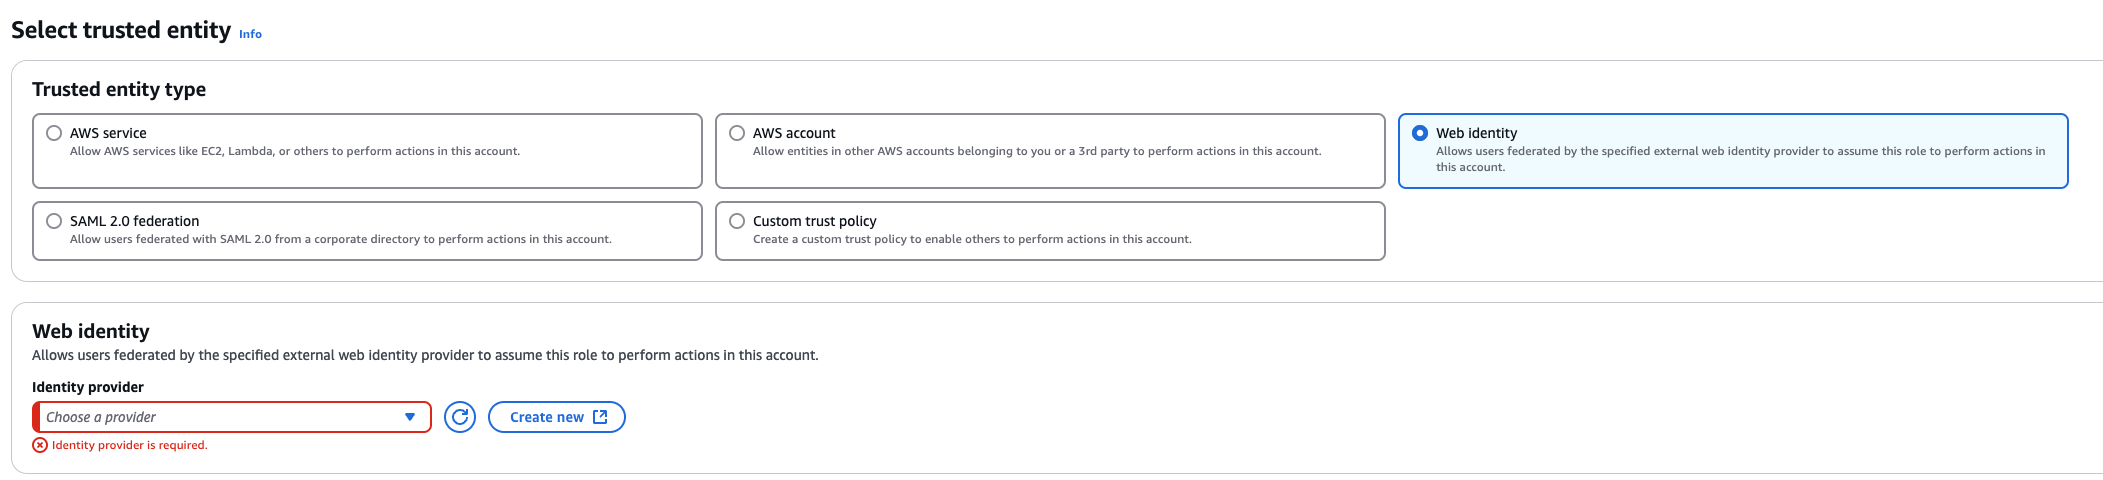 Select trusted entity Info
Trusted entity type
AWS service
Allow AWS services like EC2, Lambda, or others to perform actions in this account.
AWS account
Allow entities in other AWS accounts belonging to you or a 3rd party to perform actions in this account.
Web identity
Allows users federated by the specified external web identity provider to assume this role to perform actions in
this account.
SAML 2.0 federation
Allow users federated with SAML 2.0 from a corporate directory to perform actions in this account.
Custom trust policy
Create a custom trust policy to enable others to perform actions in this account.
Web identity
Allows users federated by the specified external web identity provider to assume this role to perform actions in this account.
Identity provider
Choose a provider
Create new
Identity provider is required.